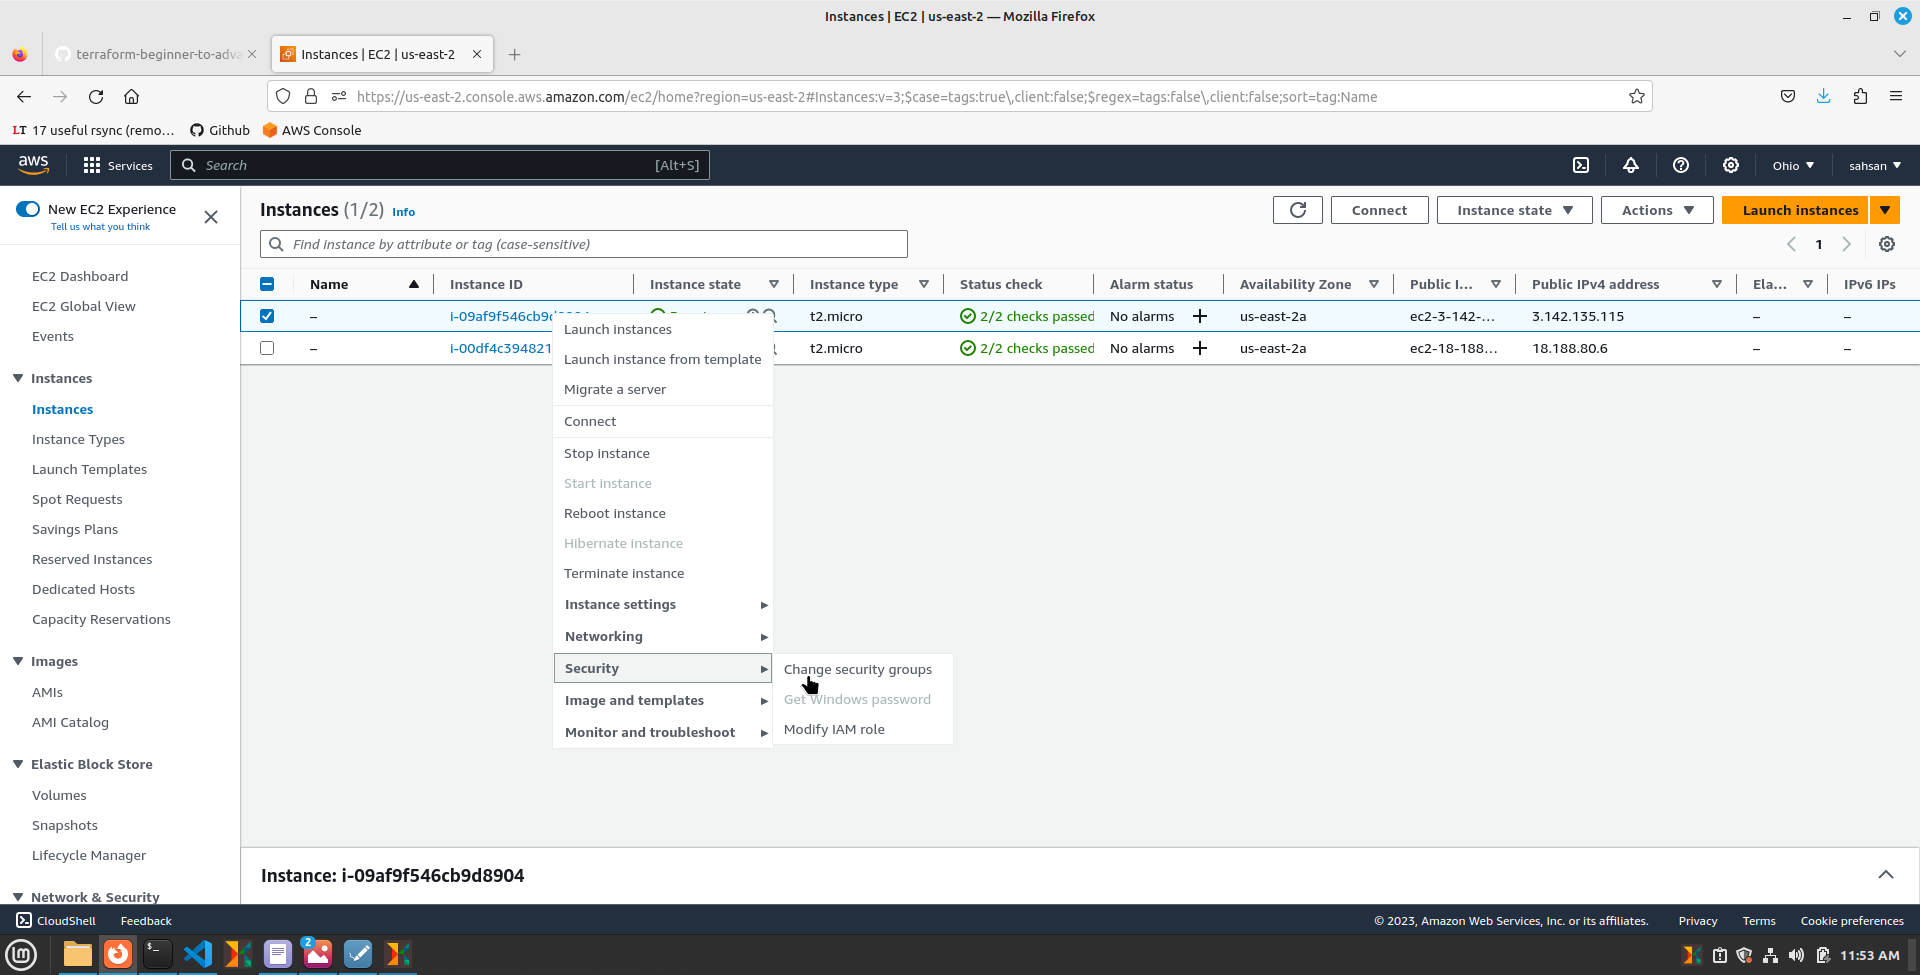 Instances | EC2 | us-east-2 — Mozilla Firefox
terraform-beginner-to-adva
Instances | EC2 | us-east-2
https://us-east-2.console.aws.amazon.com/ec2/home?region=us-east-2#Instances:v=3;$case=tags:true\,client:false;$regex=tags:false\,client:false;sort=tag:Name
LT 17 useful rsync (remo… Github AWS Console
aws Services Search [Alt+S] Ohio sahsan
New EC2 Experience
Tell us what you think
EC2 Dashboard
EC2 Global View
Events
Instances
Instances
Instance Types
Launch Templates
Spot Requests
Savings Plans
Reserved Instances
Dedicated Hosts
Capacity Reservations
Images
AMIs
AMI Catalog
Elastic Block Store
Volumes
Snapshots
Lifecycle Manager
Network & Security
Instances (1/2) Info Connect Instance state Actions Launch instances
Find instance by attribute or tag (case-sensitive) 1
Name Instance ID Instance state Instance type Status check Alarm status Availability Zone Public I… Public IPv4 address Ela… IPv6 IPs
– i-09af9f546cb9d t2.micro 2/2 checks passed No alarms + us-east-2a ec2-3-142-… 3.142.135.115 – –
– i-00df4c394821 t2.micro 2/2 checks passed No alarms + us-east-2a ec2-18-188… 18.188.80.6 – –
Launch instances
Launch instance from template
Migrate a server
Connect
Stop instance
Start instance
Reboot instance
Hibernate instance
Terminate instance
Instance settings
Networking
Security
Image and templates
Monitor and troubleshoot
Change security groups
Get Windows password
Modify IAM role
Instance: i-09af9f546cb9d8904
CloudShell Feedback © 2023, Amazon Web Services, Inc. or its affiliates. Privacy Terms Cookie preferences
2
11:53 AM